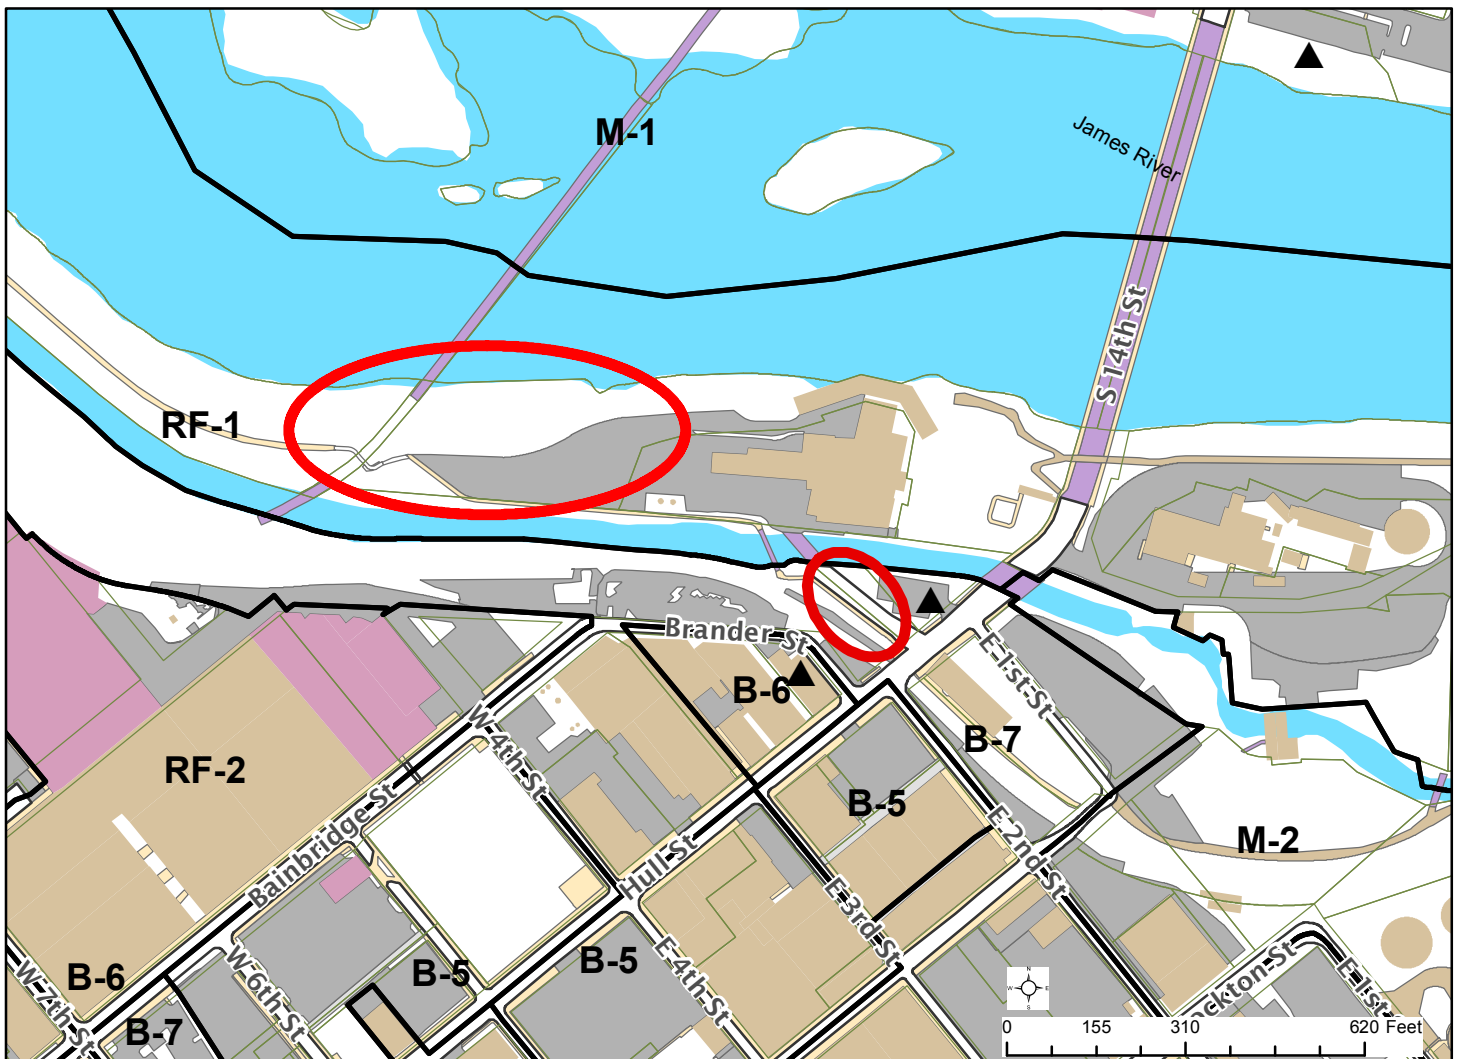 M-1
James River
S 14th St
RF-1
Brander St
E 1st St
B-6
W 4th St
B-7
RF-2
B-5
Bainbridge St
Hull St
E 2nd St
M-2
E 3rd St
B-5
B-5
E 4th St
B-6
W 6th St
W 7th St
B-7
ockton St
E 1st
N
W
E
S
0 155 310 620 Feet